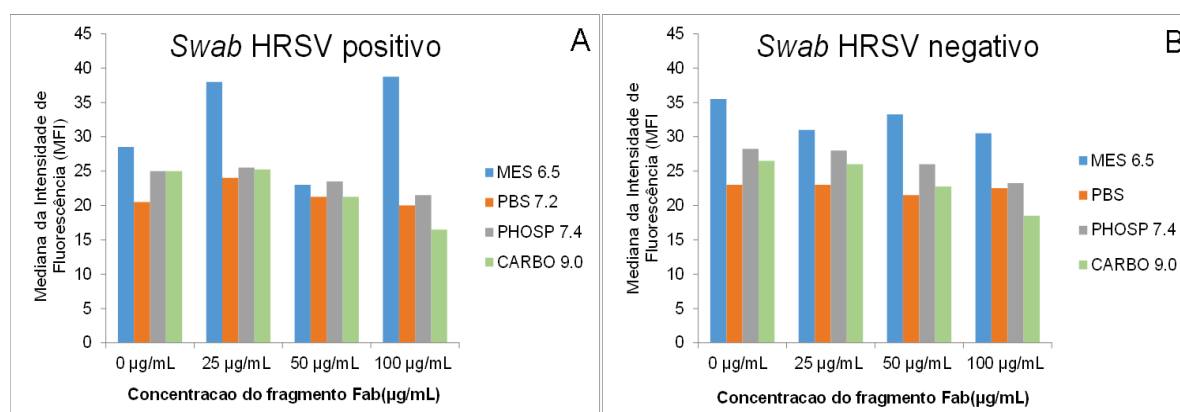 Swab HRSV positivo
A
Mediana da Intensidade de
Fluorescência (MFI)
45
40
35
30
25
20
15
10
5
0
0 µg/mL
25 µg/mL
50 µg/mL
100 µg/mL
Concentracao do fragmento Fab(µg/mL)
MES 6.5
PBS 7.2
PHOSP 7.4
CARBO 9.0
Swab HRSV negativo
B
Mediana da Intensidade de
Fluorescência (MFI
45
40
35
30
25
20
15
10
5
0
0 µg/mL
25 µg/mL
50 µg/mL
100 µg/mL
Concentracao do fragmento Fab(µg/mL)
MES 6.5
PBS
PHOSP 7.4
CARBO 9.0